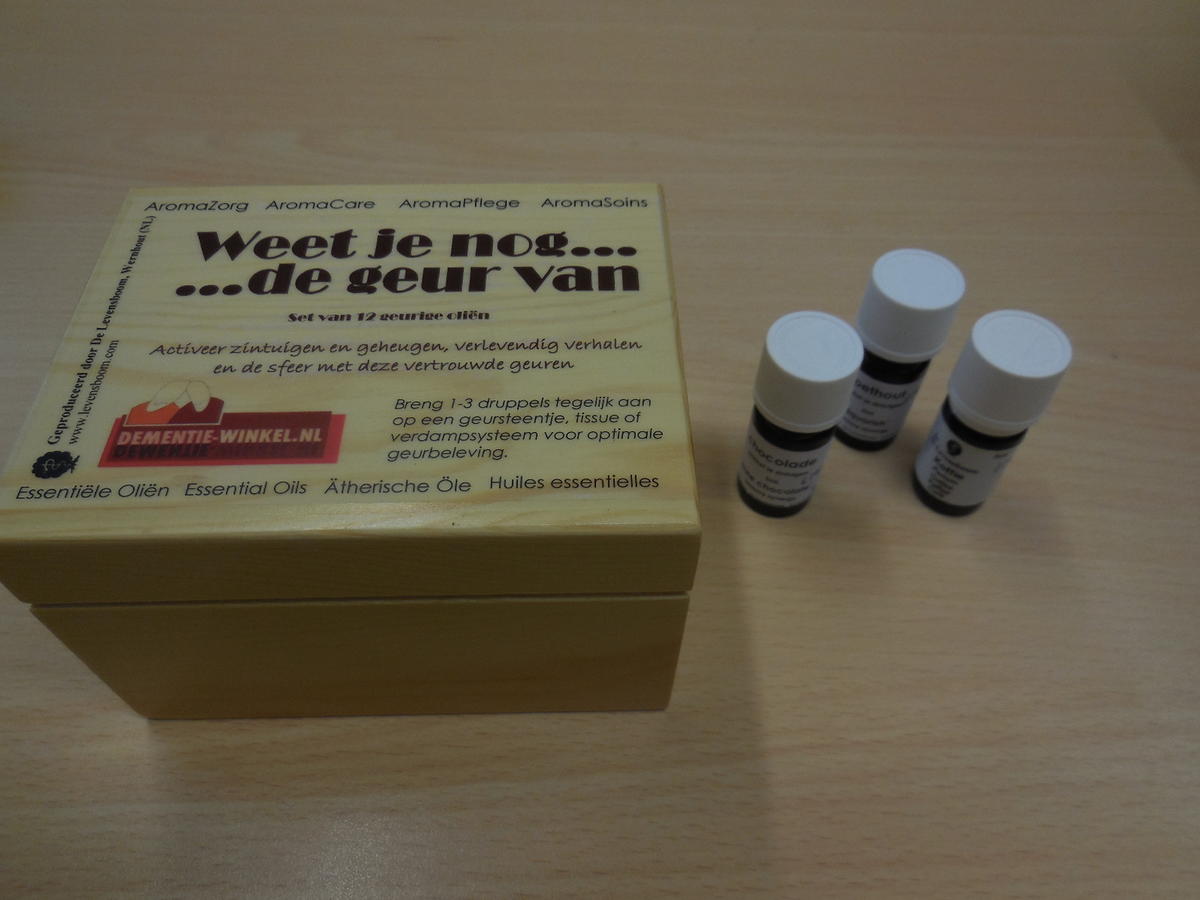 AromaZorg AromaCare AromaPflege AromaSoins
Weet je nog...
...de geur van
Set van 12 geurige oliën
Activeer zintuigen en geheugen, verlevendig verhalen
en de sfeer met deze vertrouwde geuren
Geproduceerd door De Levensboom, Wernhout (NL)
www.levensboom.com
DEMENTIE-WINKEL.NL
Breng 1-3 druppels tegelijk aan
op een geursteentje, tissue of
verdampsysteem voor optimale
geurbeleving.
Essentiële Oliën Essential Oils Ätherische Öle Huiles essentielles
chocolade
chocolate
oethout
Koffie